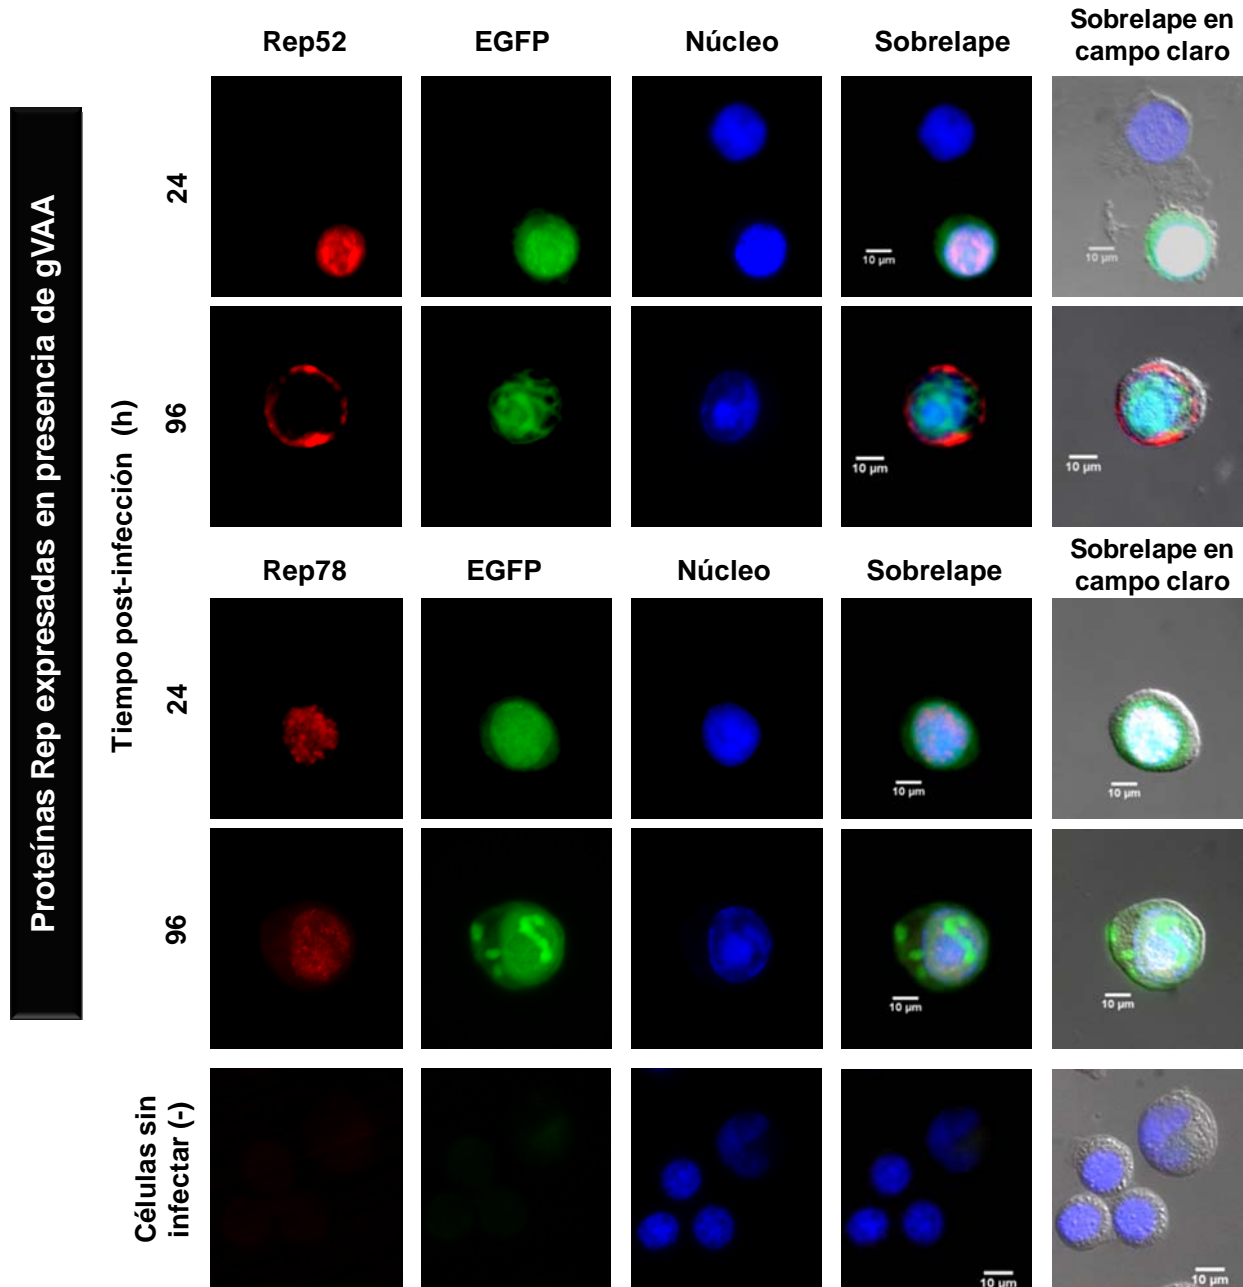 Proteínas Rep expresadas en presencia de gVAA
Tiempo post-infección (h)
Rep52
EGFP
Núcleo
Sobrelape
Sobrelape en
campo claro
24
10 µm
10 µm
96
10 µm
10 µm
Rep78
EGFP
Núcleo
Sobrelape
Sobrelape en
campo claro
24
10 µm
10 µm
96
10 µm
10 µm
Células sin
infectar (-)
10 µm
10 µm